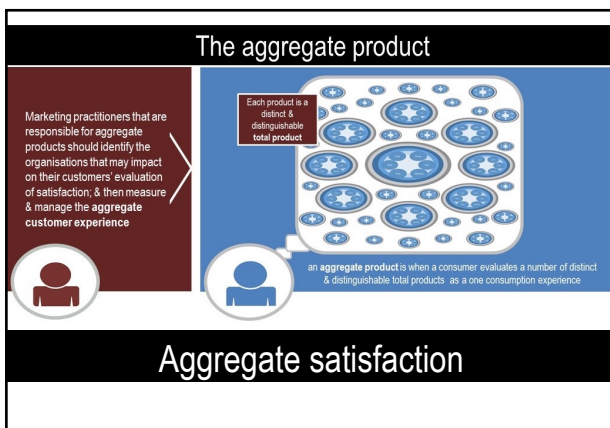 The aggregate product
Marketing practitioners that are
responsible for aggregate
products should identify the
organisations that may impact
on their customers' evaluation
of satisfaction; & then measure
& manage the aggregate
customer experience
Each product is a
distinct &
distinguishable
total product
an aggregate product is when a consumer evaluates a number of distinct
& distinguishable total products as a one consumption experience
Aggregate satisfaction